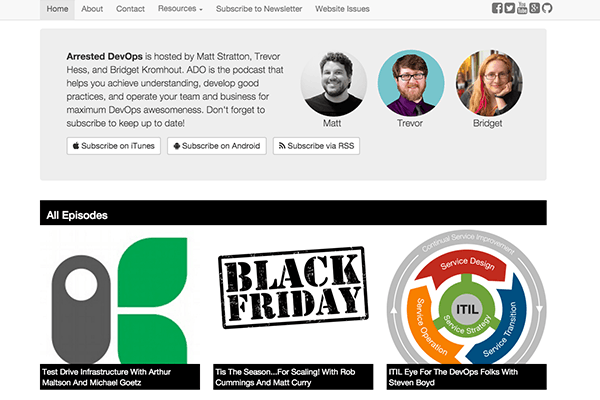 Home About Contact Resources Subscribe to Newsletter Website Issues
Arrested DevOps is hosted by Matt Stratton, Trevor
Hess, and Bridget Kromhout. ADO is the podcast that
helps you achieve understanding, develop good
practices, and operate your team and business for
maximum DevOps awesomeness. Don't forget to
subscribe to keep up to date!
Matt Trevor Bridget
Subscribe on iTunes Subscribe on Android Subscribe via RSS
All Episodes
BLACK
FRIDAY
Continual Service Improvement
Service Design
ITIL
Service Strategy
Service Operation
Service Transition
Test Drive Infrastructure With Arthur
Maltson And Michael Goetz
Tis The Season...For Scaling! With Rob
Cummings And Matt Curry
ITIL Eye For The DevOps Folks With
Steven Boyd